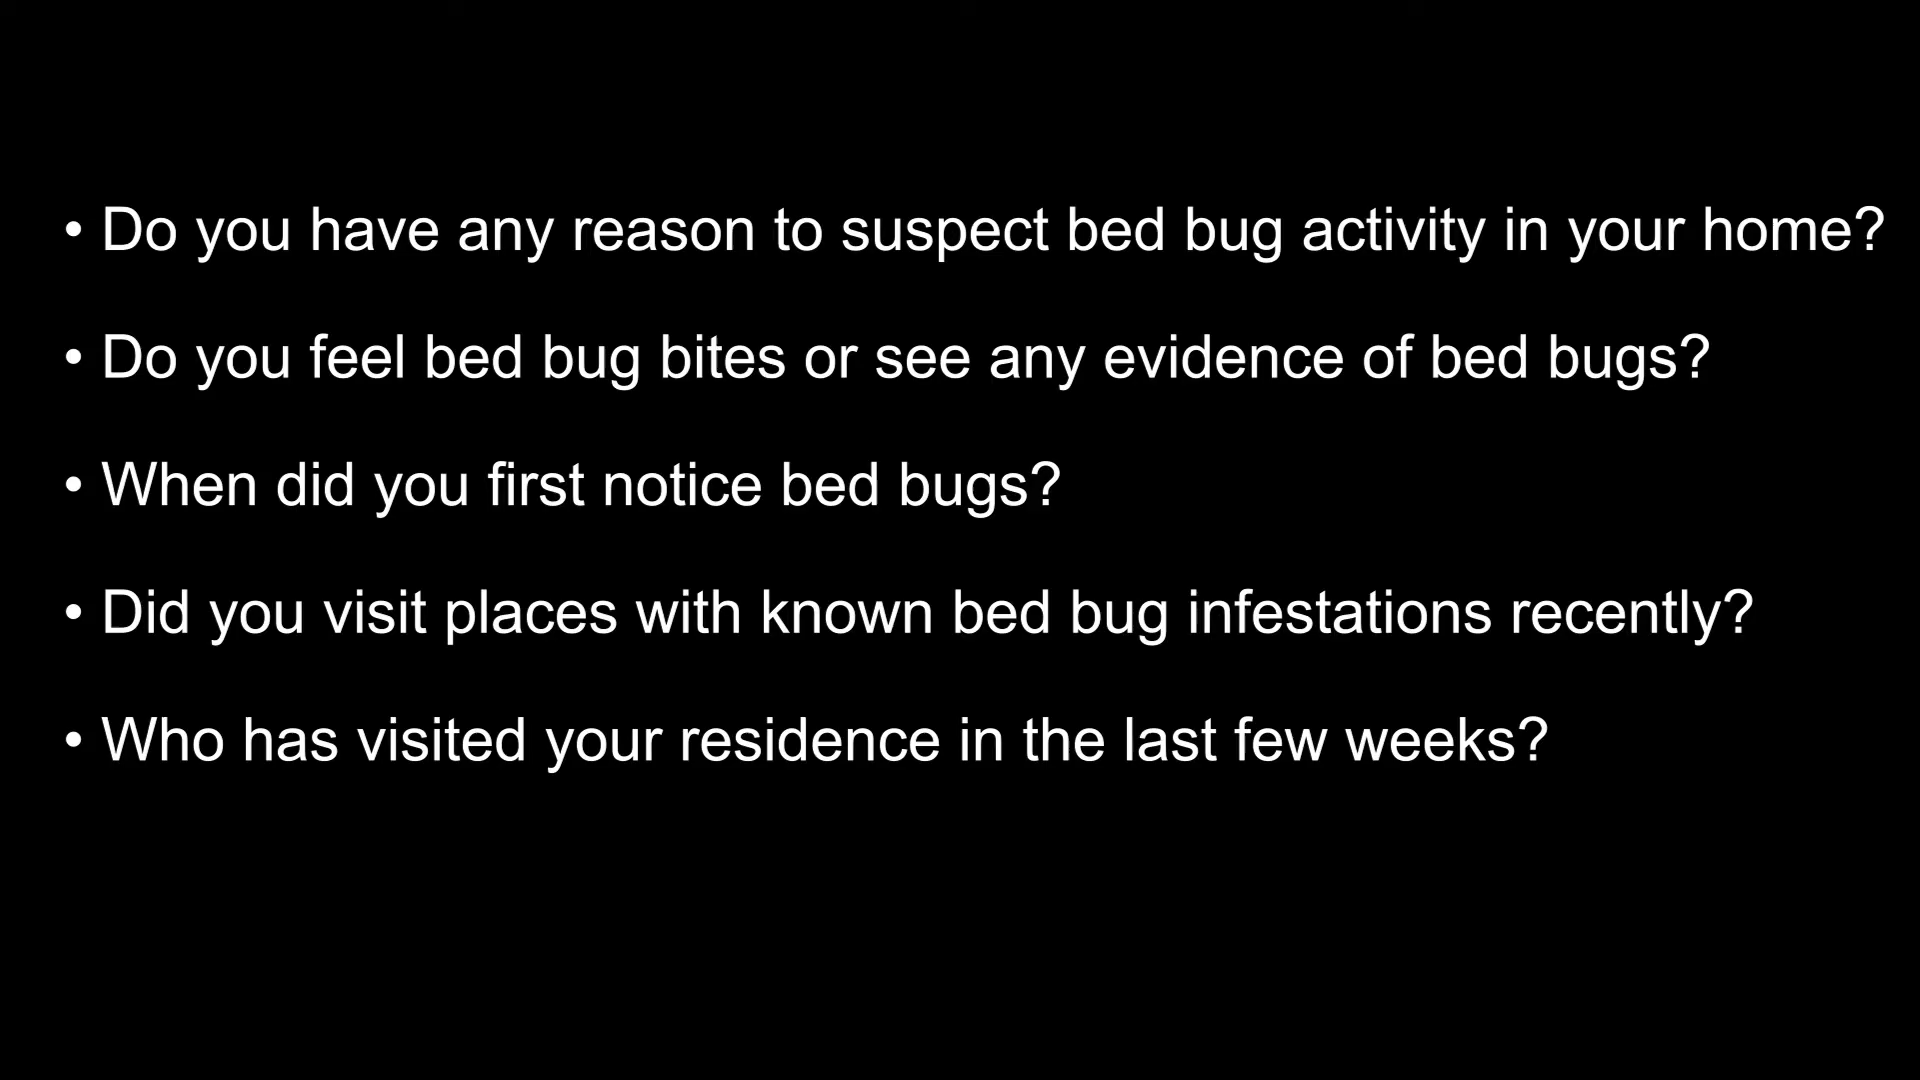 • Do you have any reason to suspect bed bug activity in your home?
• Do you feel bed bug bites or see any evidence of bed bugs?
• When did you first notice bed bugs?
• Did you visit places with known bed bug infestations recently?
• Who has visited your residence in the last few weeks?